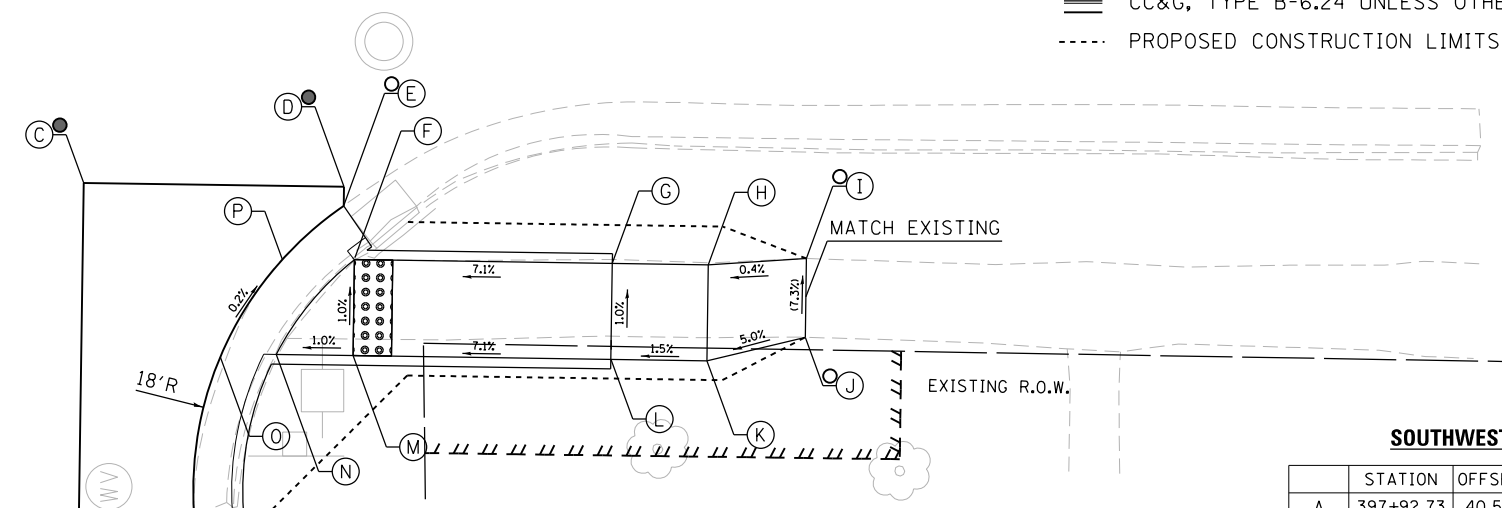 CC&G, TYPE B-6.24 UNLESS OTHE
PROPOSED CONSTRUCTION LIMITS
C
D
E
F
P
G
H
I
MATCH EXISTING
7.1%
0.4%
0.2%
1.0%
1.0%
(7.3%)
1.0%
7.1%
1.5%
5.0%
18'R
EXISTING R.O.W.
J
O
N
M
L
K
WV
SOUTHWEST
STATION OFFS
A 397+92.73 40.5